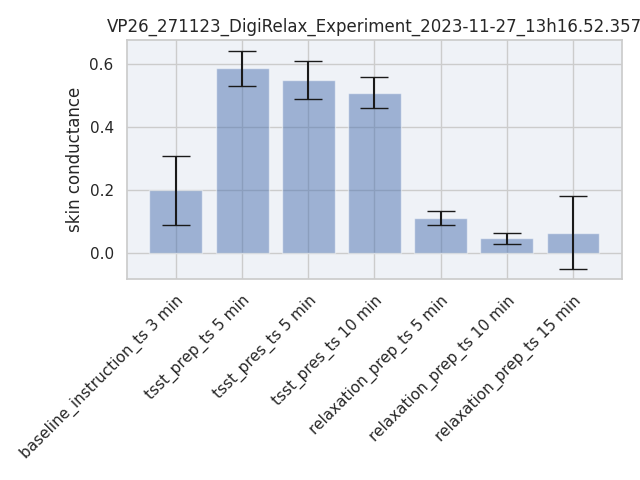 VP26_271123_DigiRelax_Experiment_2023-11-27_13h16.52.357
skin conductance
0.6
0.4
0.2
0.0
baseline_instruction_ts 3 min
tsst_prep_ts 5 min
tsst_pres_ts 5 min
tsst_pres_ts 10 min
relaxation_prep_ts 5 min
relaxation_prep_ts 10 min
relaxation_prep_ts 15 min